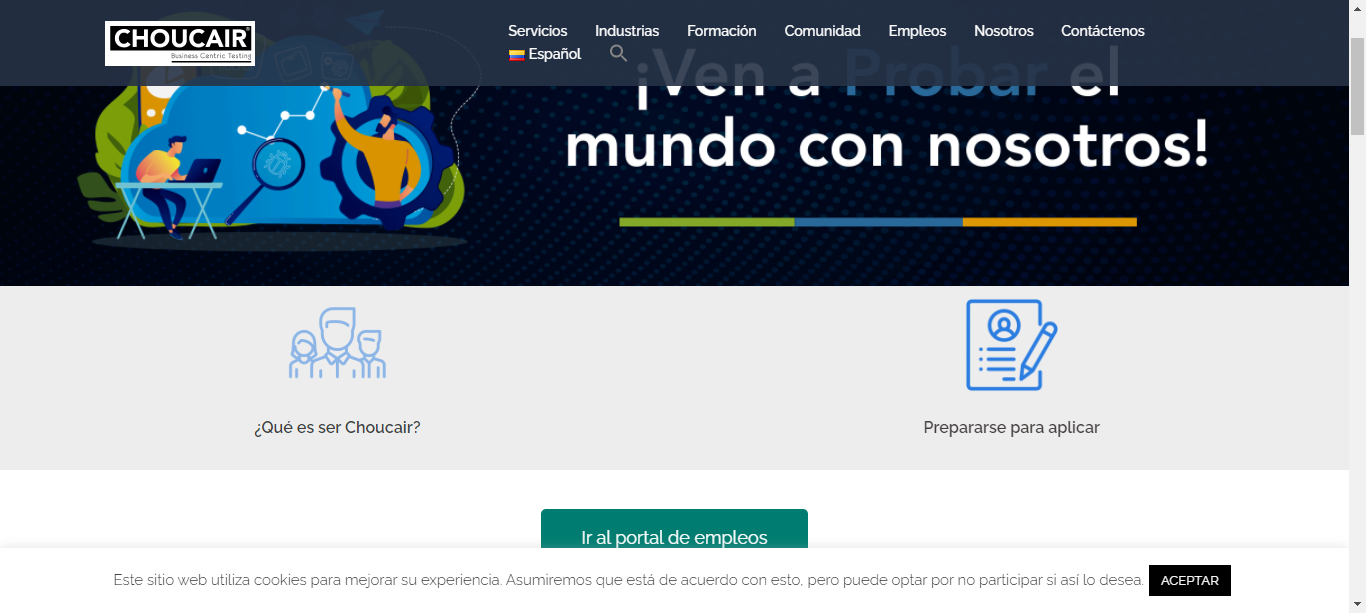 CHOUCAIR
Business Centric Testing
Servicios Industrias Formación Comunidad Empleos Nosotros Contáctenos
Español
¡Ven a Probar el
mundo con nosotros!
¿Qué es ser Choucair?
Prepararse para aplicar
Ir al portal de empleos
Este sitio web utiliza cookies para mejorar su experiencia. Asumiremos que está de acuerdo con esto, pero puede optar por no participar si así lo desea. ACEPTAR